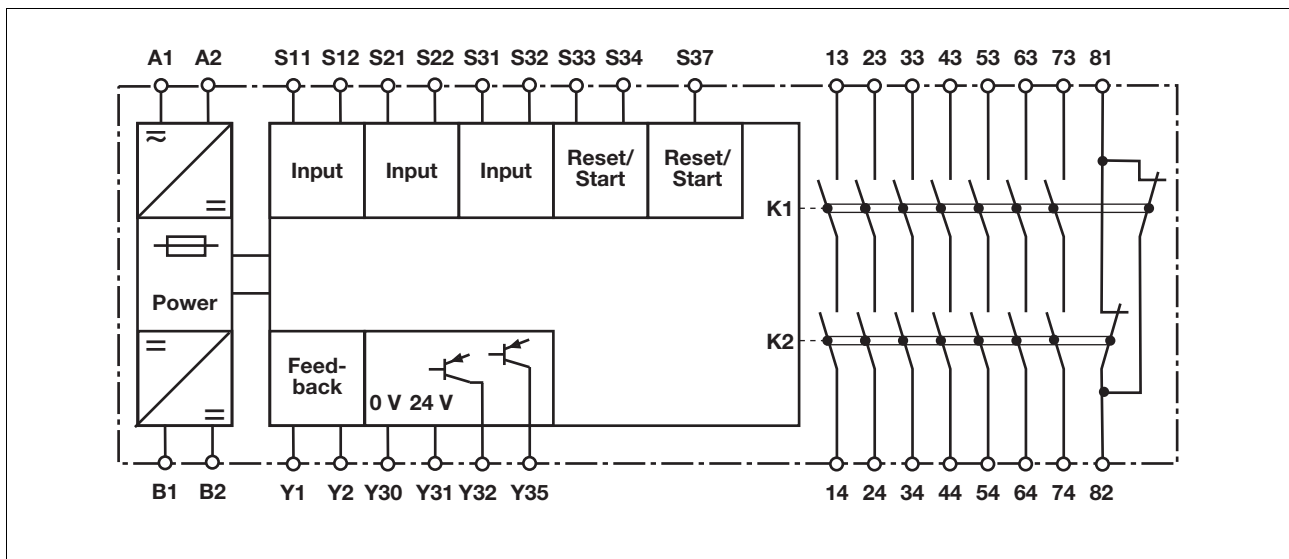 A1 A2 S11 S12 S21 S22 S31 S32 S33 S34 S37 13 23 33 43 53 63 73 81
Input Input Input Reset/ Reset/
Start Start
K1
Power
K2
Feed-
back
0 V 24 V
B1 B2 Y1 Y2 Y30 Y31 Y32 Y35 14 24 34 44 54 64 74 82